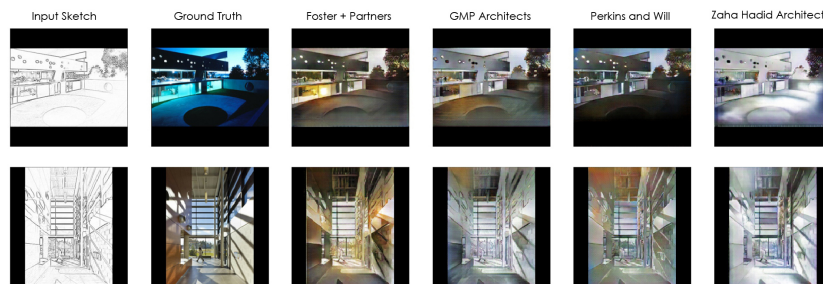 Input Sketch
Ground Truth
Foster + Partners
GMP Architects
Perkins and Will
Zaha Hadid Architect